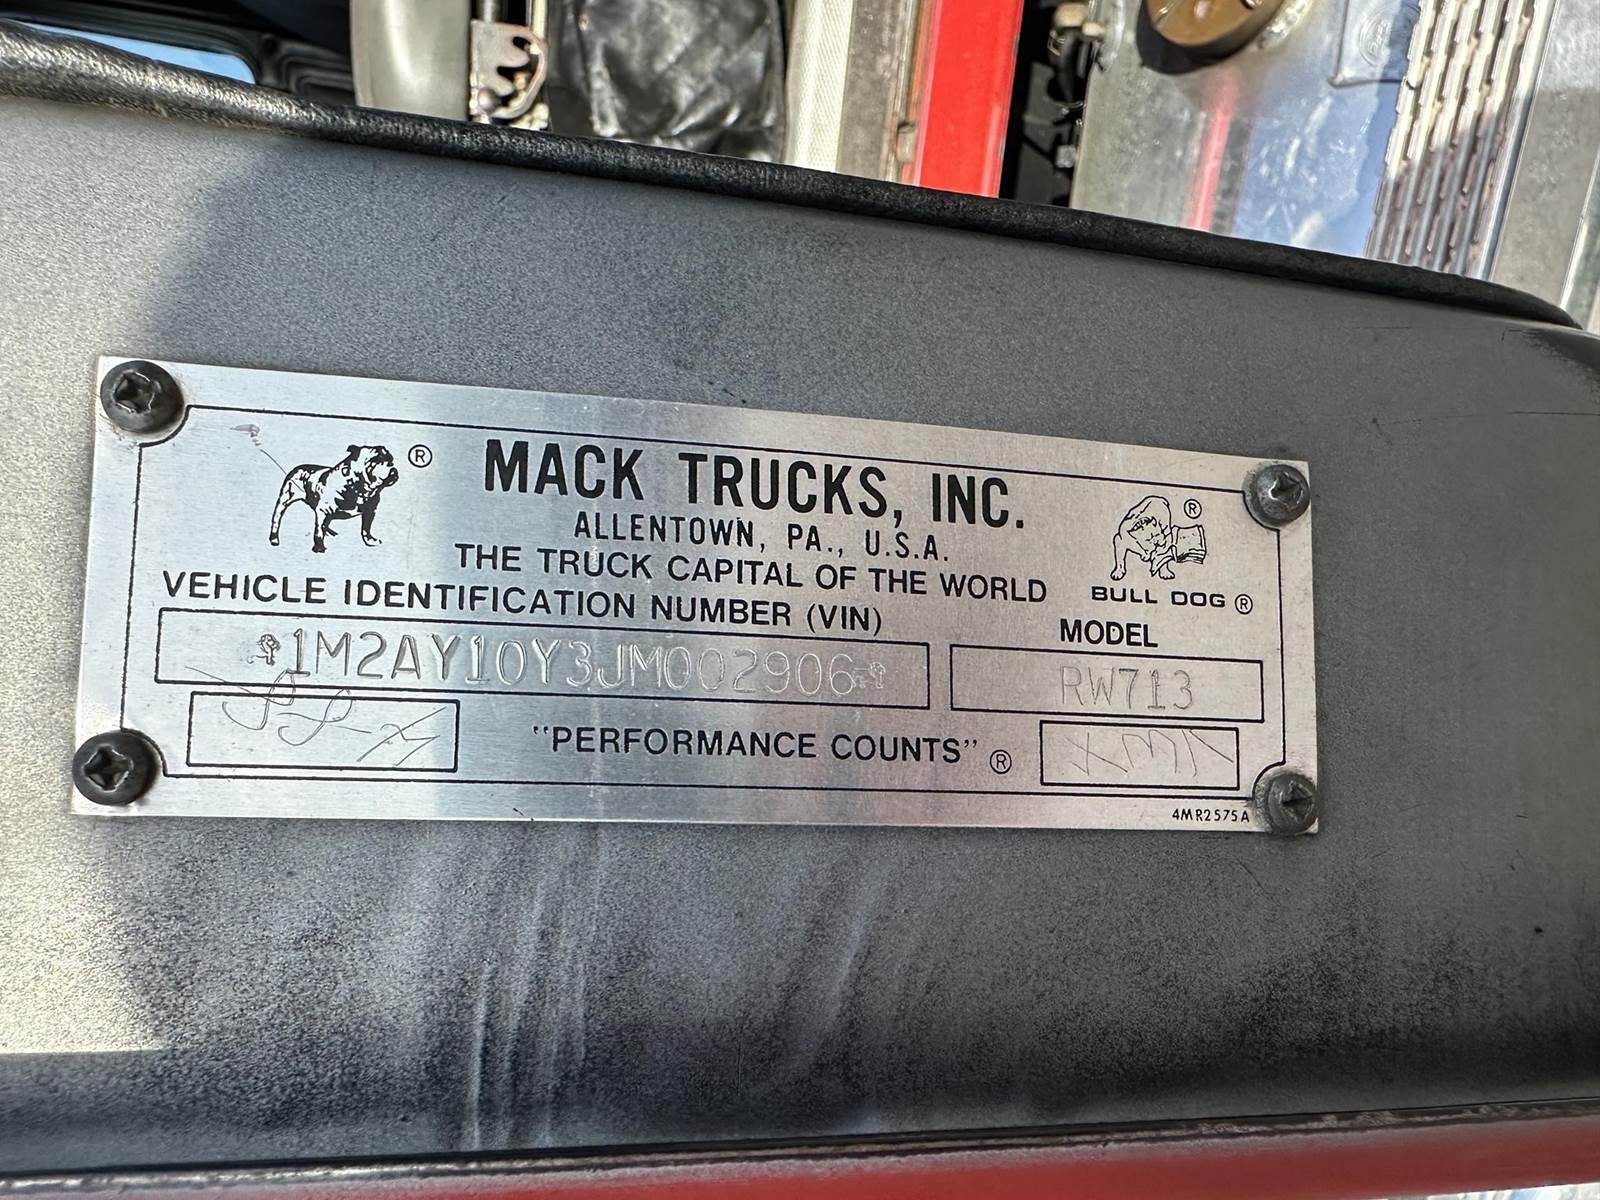 ®
MACK TRUCKS, INC.
ALLENTOWN, PA., U.S.A.
THE TRUCK CAPITAL OF THE WORLD
®
BULL DOG ®
VEHICLE IDENTIFICATION NUMBER (VIN)
MODEL
1M2AY10Y3JM002906
RW713
"PERFORMANCE COUNTS" ®
4MR2575A